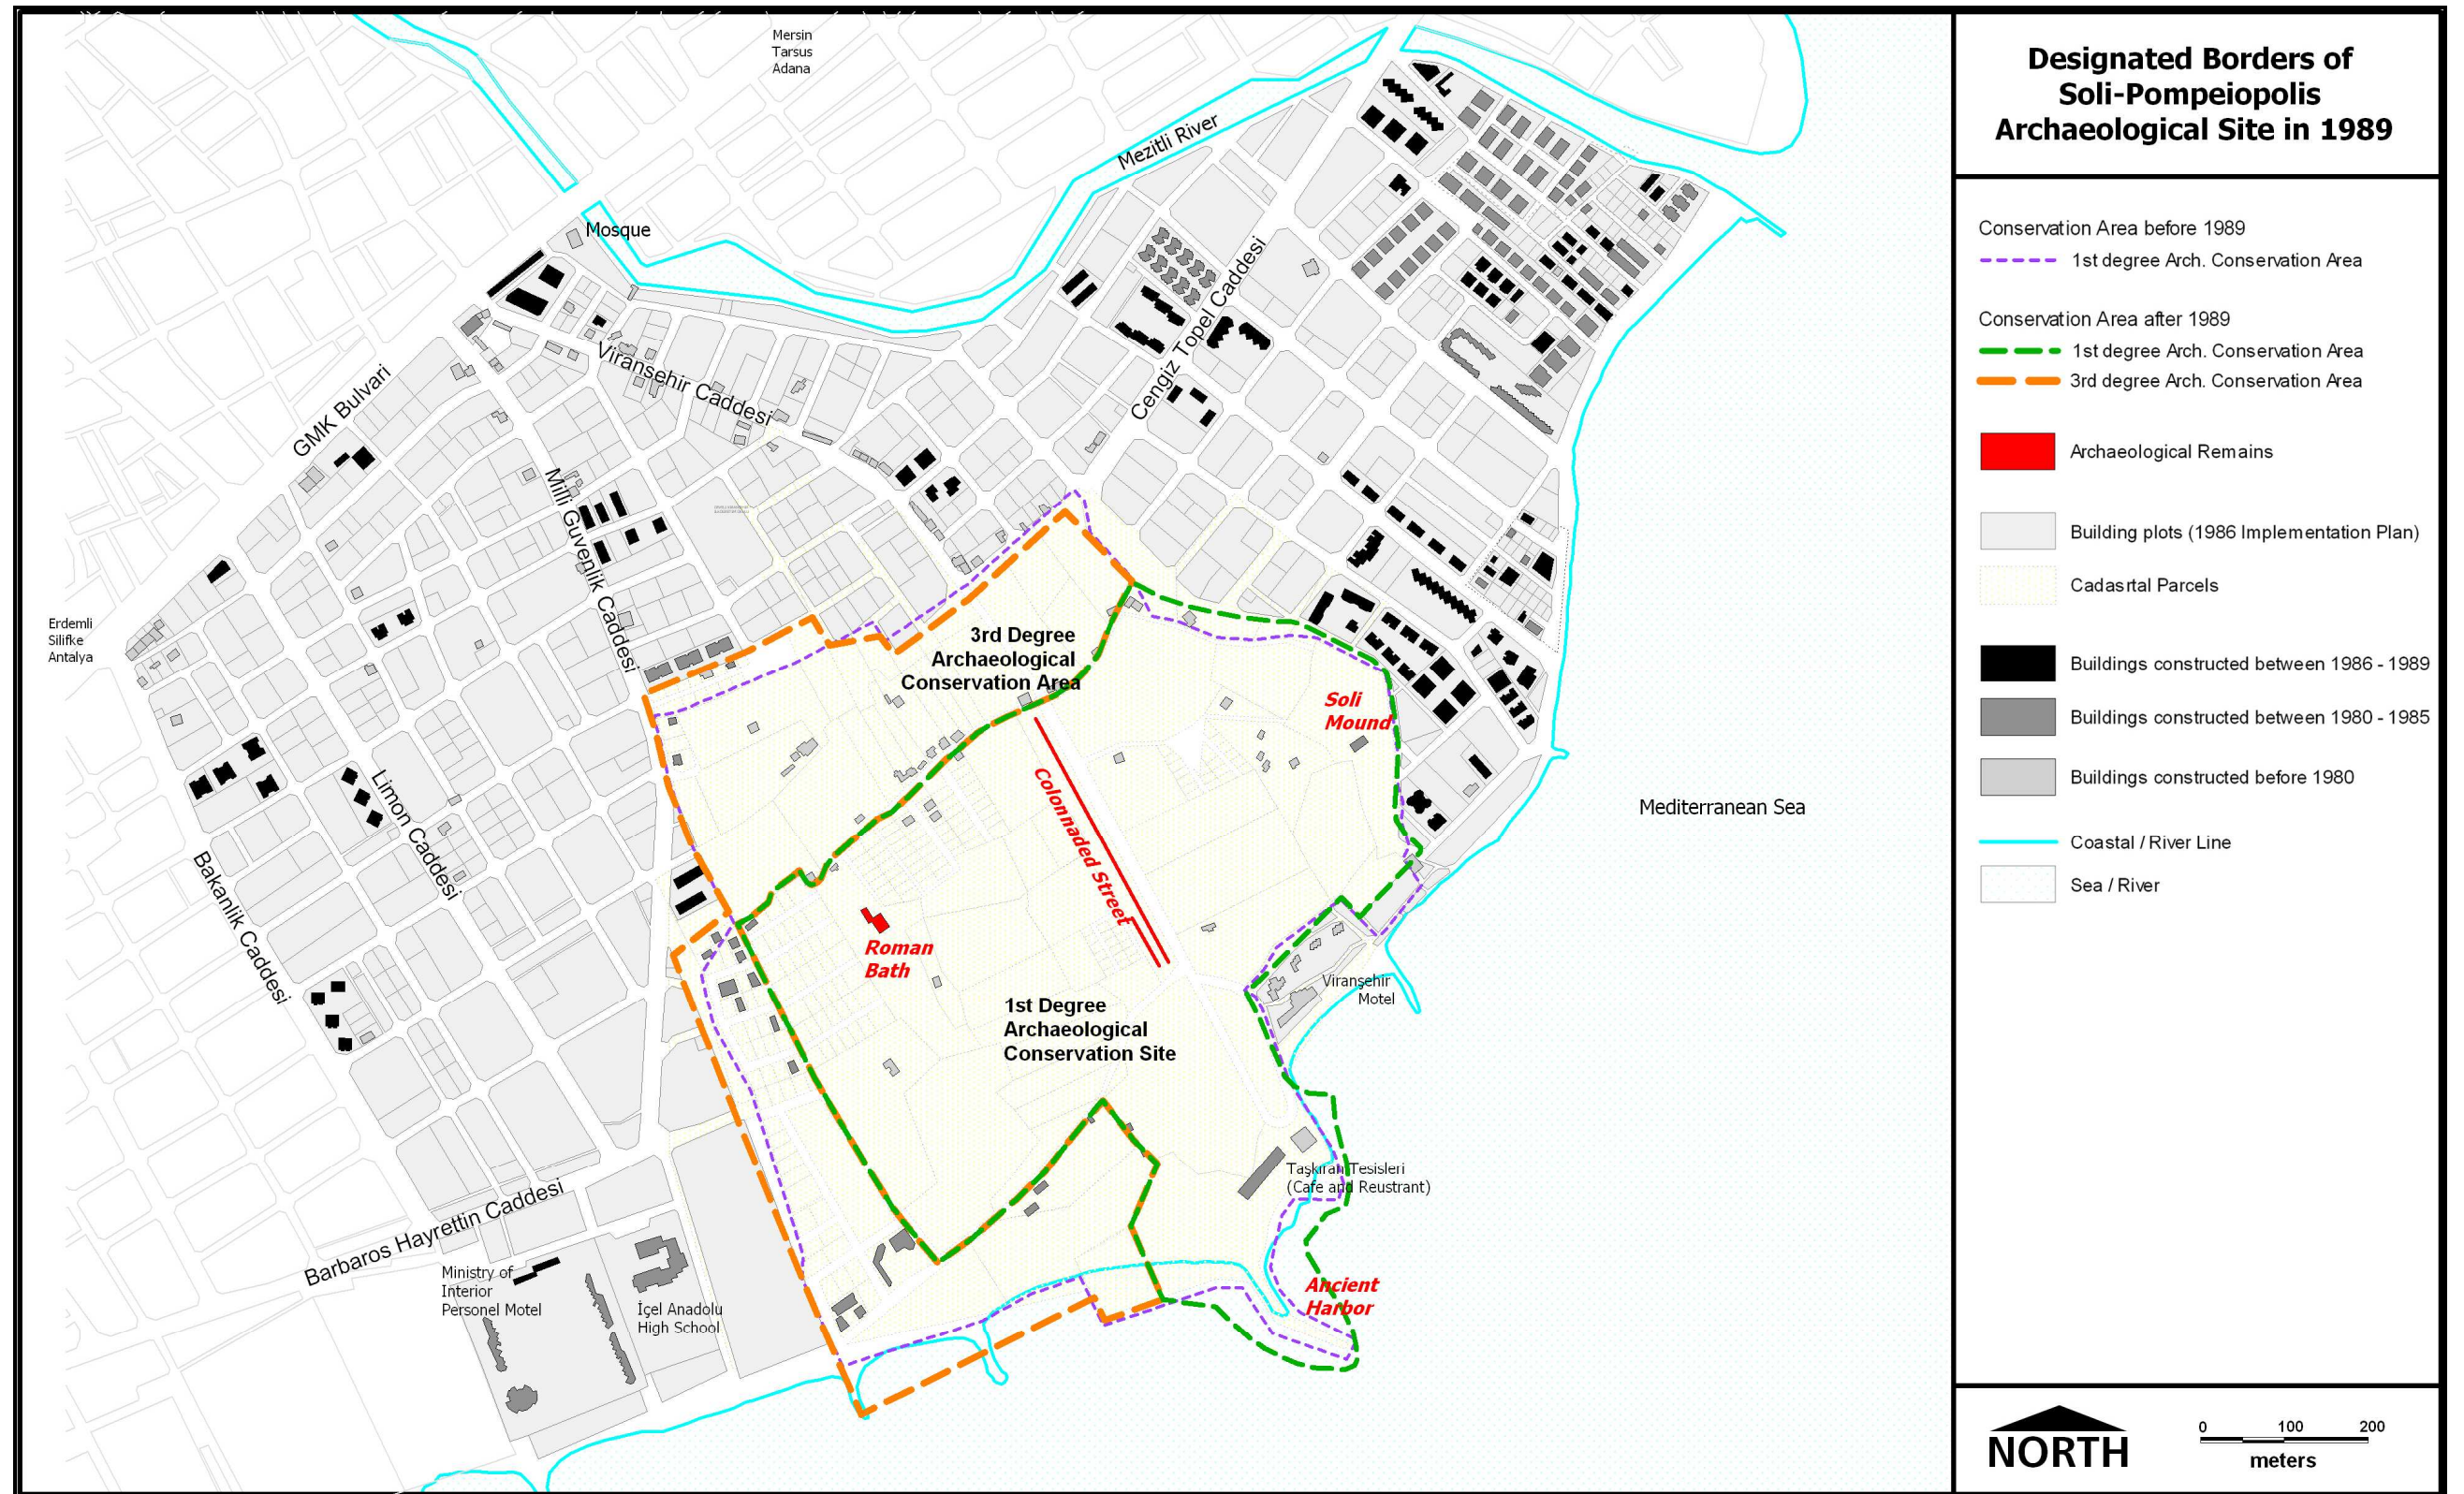 Designated Borders of
Soli-Pompeiopolis
Archaeological Site in 1989
Conservation Area before 1989
1st degree Arch. Conservation Area
Conservation Area after 1989
1st degree Arch. Conservation Area
3rd degree Arch. Conservation Area
Archaeological Remains
Building plots (1986 Implementation Plan)
Cadasrtal Parcels
Buildings constructed between 1986 - 1989
Buildings constructed between 1980 - 1985
Buildings constructed before 1980
Coastal / River Line
Sea / River
NORTH
0 100 200
meters
Mersin
Tarsus
Adana
Mezitli River
Mosque
Cengiz Topel Caddesi
Viransehir Caddesi
GMK Bulvari
Milli Guvenlik Caddesi
Erdemli
Silifke
Antalya
3rd Degree
Archaeological
Conservation Area
Soli
Mound
Colonnaded Street
Limon Caddesi
Bakanlik Caddesi
Mediterranean Sea
Roman
Bath
1st Degree
Archaeological
Conservation Site
Viranşehir
Motel
Taşkıran Tesisleri
(Cafe and Reustrant)
Barbaros Hayrettin Caddesi
Ministry of
Interior
Personel Motel
İçel Anadolu
High School
Ancient
Harbor